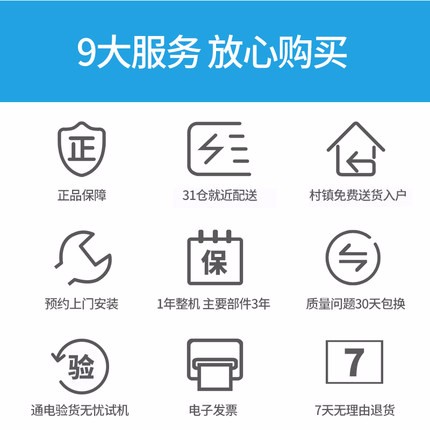 9大服务 放心购买
正
正品保障
31仓就近配送
村镇免费送货入户
预约上门安装
保
1年整机 主要部件3年
质量问题30天包换
验
通电验货无忧试机
电子发票
7
7天无理由退货